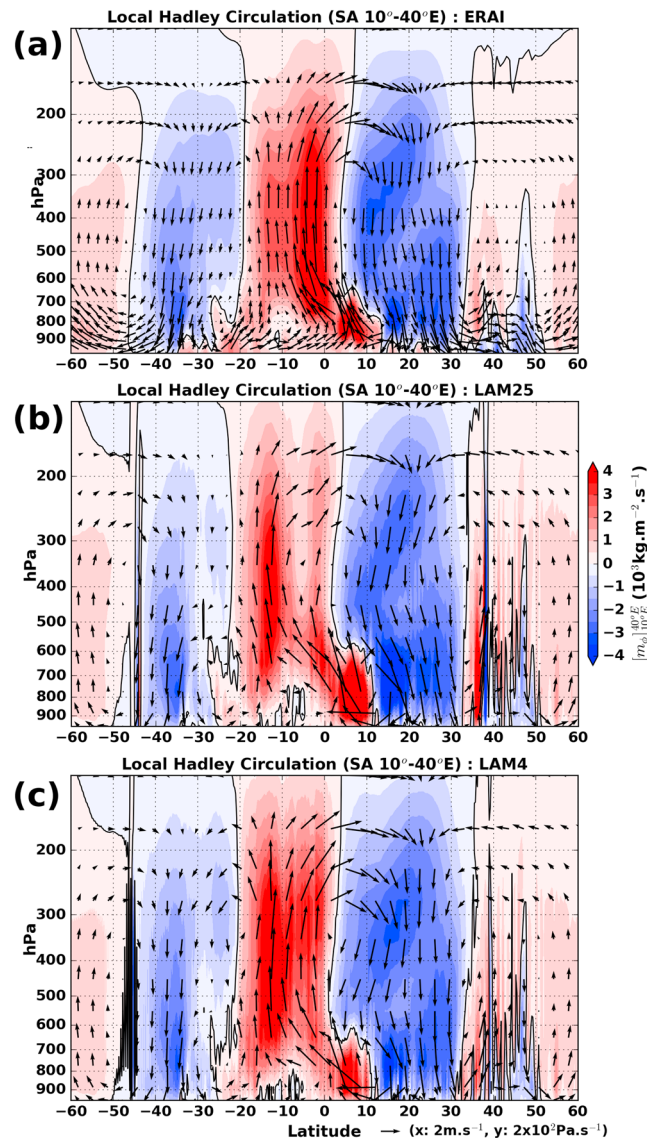 Local Hadley Circulation (SA 10°-40°E) : ERAI
(a)
200
300
400
500
600
700
800
900
hPa
−60 −50 −40 −30 −20 −10 0 10 20 30 40 50 60
Local Hadley Circulation (SA 10°-40°E) : LAM25
(b)
200
300
400
500
600
700
800
900
hPa
−60 −50 −40 −30 −20 −10 0 10 20 30 40 50 60
4
3
2
1
0
−1
−2
−3
−4
[m_ϕ]^{40°E}_{10°E} (10³kg.m⁻².s⁻¹)
Local Hadley Circulation (SA 10°-40°E) : LAM4
(c)
200
300
400
500
600
700
800
900
hPa
−60 −50 −40 −30 −20 −10 0 10 20 30 40 50 60
Latitude
(x: 2m.s⁻¹, y: 2x10²Pa.s⁻¹)